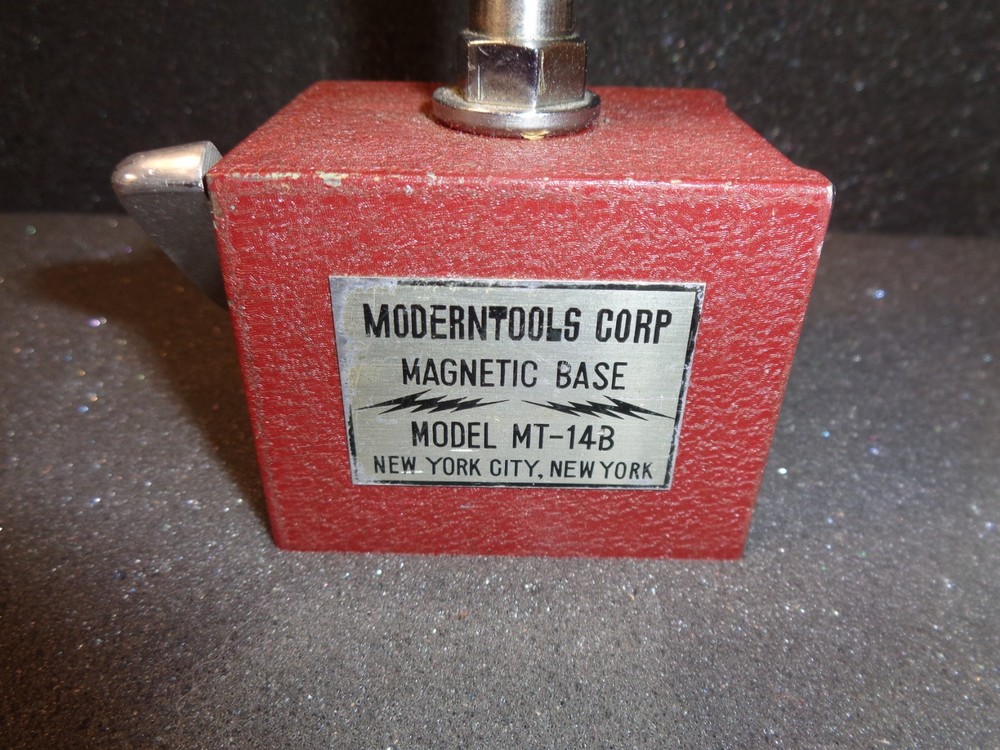 MODERNTOOLS CORP
MAGNETIC BASE
MODEL MT-14B
NEW YORK CITY, NEW YORK